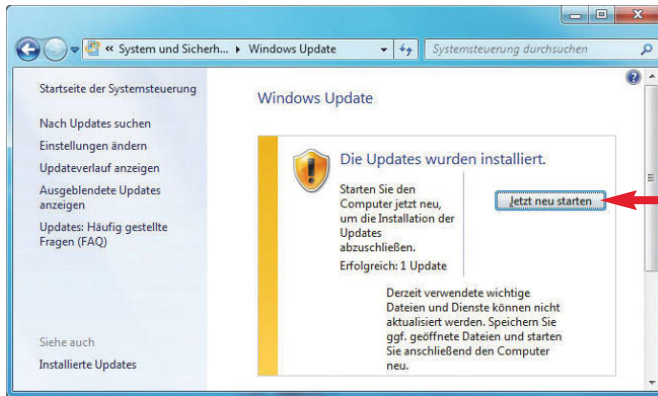 « System und Sicherh... ▸ Windows Update
Systemsteuerung durchsuchen
Startseite der Systemsteuerung
Nach Updates suchen
Einstellungen ändern
Updateverlauf anzeigen
Ausgeblendete Updates
anzeigen
Updates: Häufig gestellte
Fragen (FAQ)
Siehe auch
Installierte Updates
Windows Update
Die Updates wurden installiert.
Starten Sie den
Computer jetzt neu,
um die Installation der
Updates
abzuschließen.
Erfolgreich: 1 Update
Jetzt neu starten
Derzeit verwendete wichtige
Dateien und Dienste können nicht
aktualisiert werden. Speichern Sie
ggf. geöffnete Dateien und starten
Sie anschließend den Computer
neu.